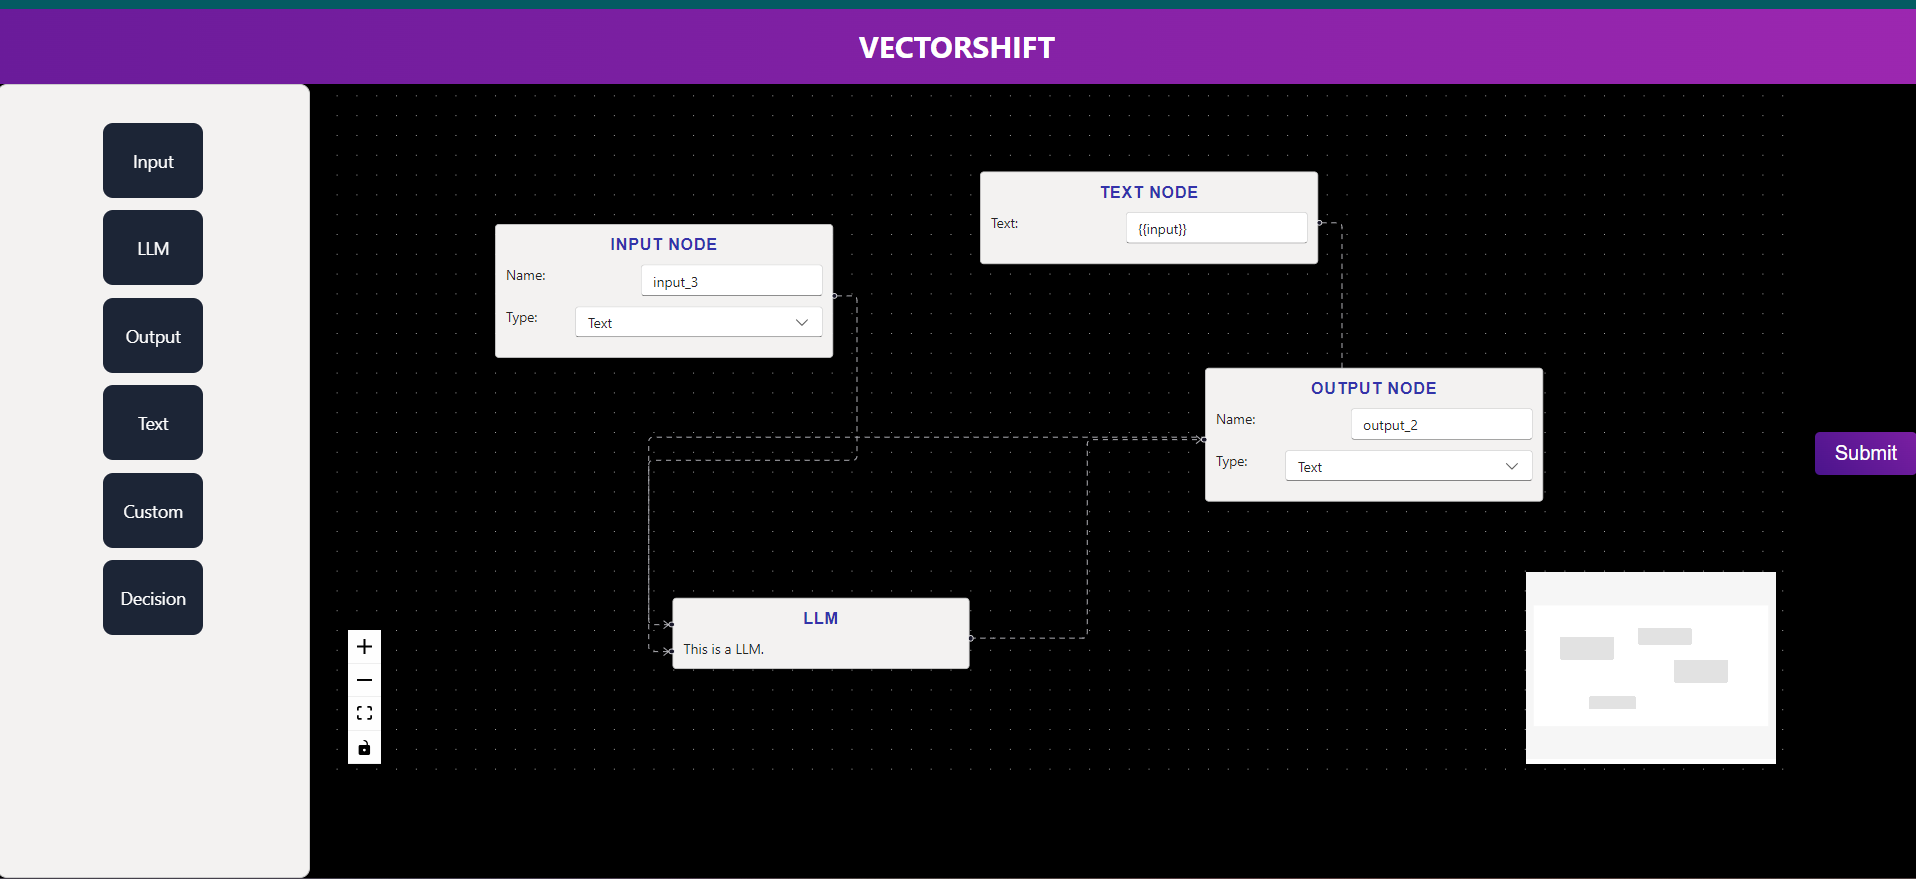 VECTORSHIFT
Input
LLM
Output
Text
Custom
Decision
INPUT NODE
Name:
input_3
Type:
Text
TEXT NODE
Text:
{{input}}
OUTPUT NODE
Name:
output_2
Type:
Text
LLM
This is a LLM.
Submit